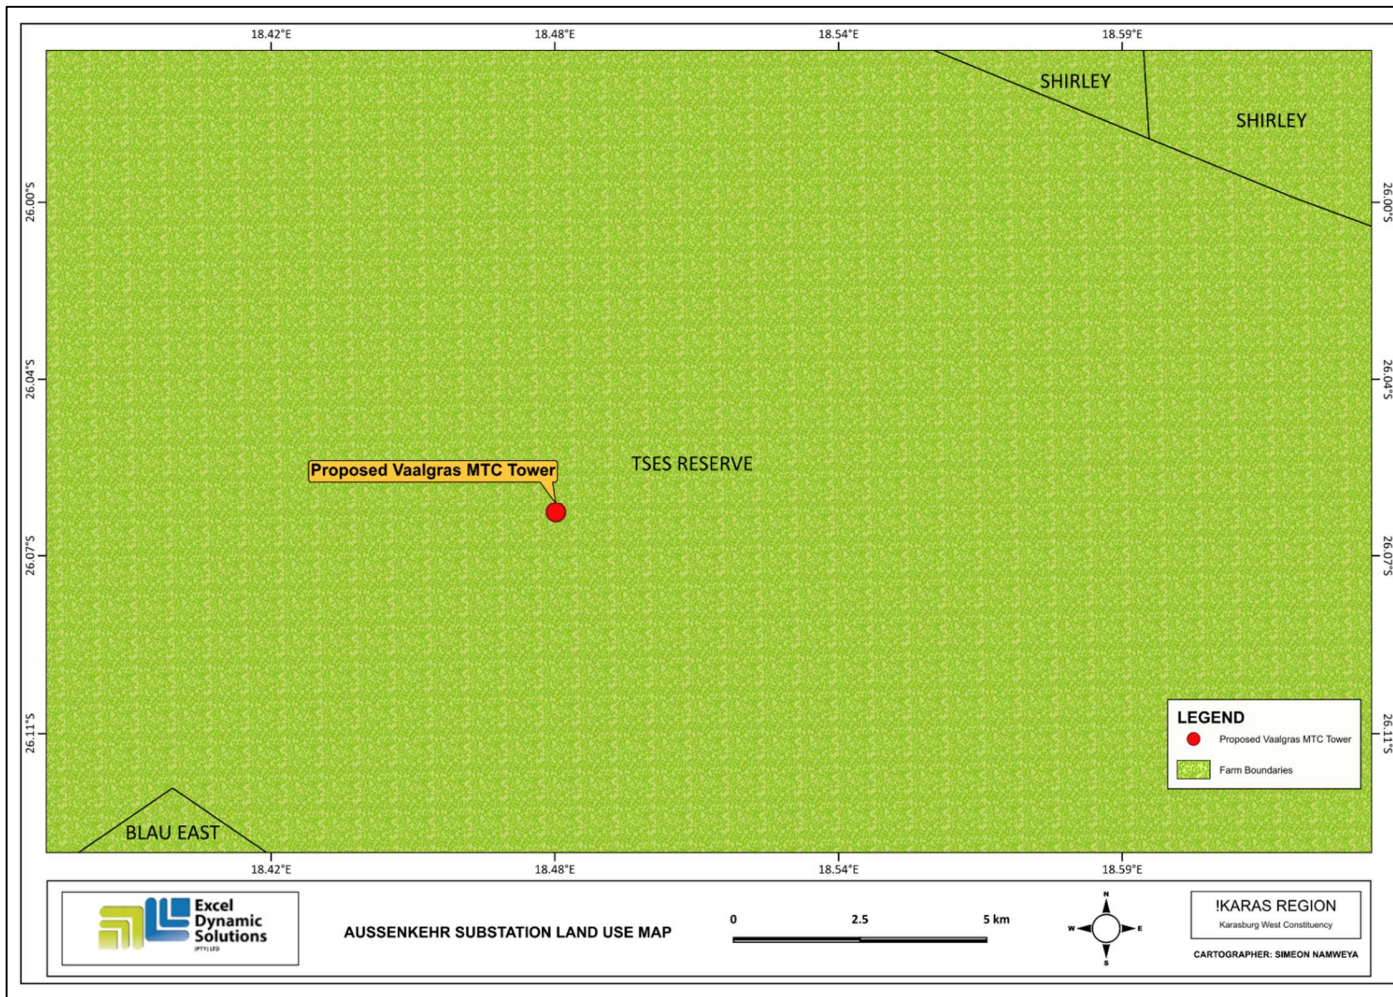 18.42°E 18.48°E 18.54°E 18.59°E
SHIRLEY
SHIRLEY
26.00°S 26.00°S
26.04°S 26.04°S
TSES RESERVE
Proposed Vaalgras MTC Tower
26.07°S 26.07°S
LEGEND
Proposed Vaalgras MTC Tower
Farm Boundaries
26.11°S 26.11°S
BLAU EAST
18.42°E 18.48°E 18.54°E 18.59°E
Excel
Dynamic
Solutions
(PTY) LTD
AUSSENKEHR SUBSTATION LAND USE MAP
0 2.5 5 km
N
W E
S
!KARAS REGION
Karasburg West Constituency
CARTOGRAPHER: SIMEON NAMWEYA